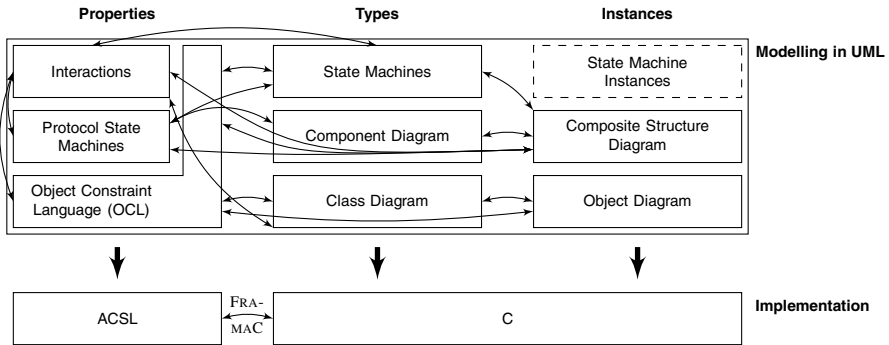 Properties
Types
Instances
Modelling in UML
Interactions
State Machines
State Machine
Instances
Protocol State
Machines
Component Diagram
Composite Structure
Diagram
Object Constraint
Language (OCL)
Class Diagram
Object Diagram
ACSL
FRA-
MAC
C
Implementation